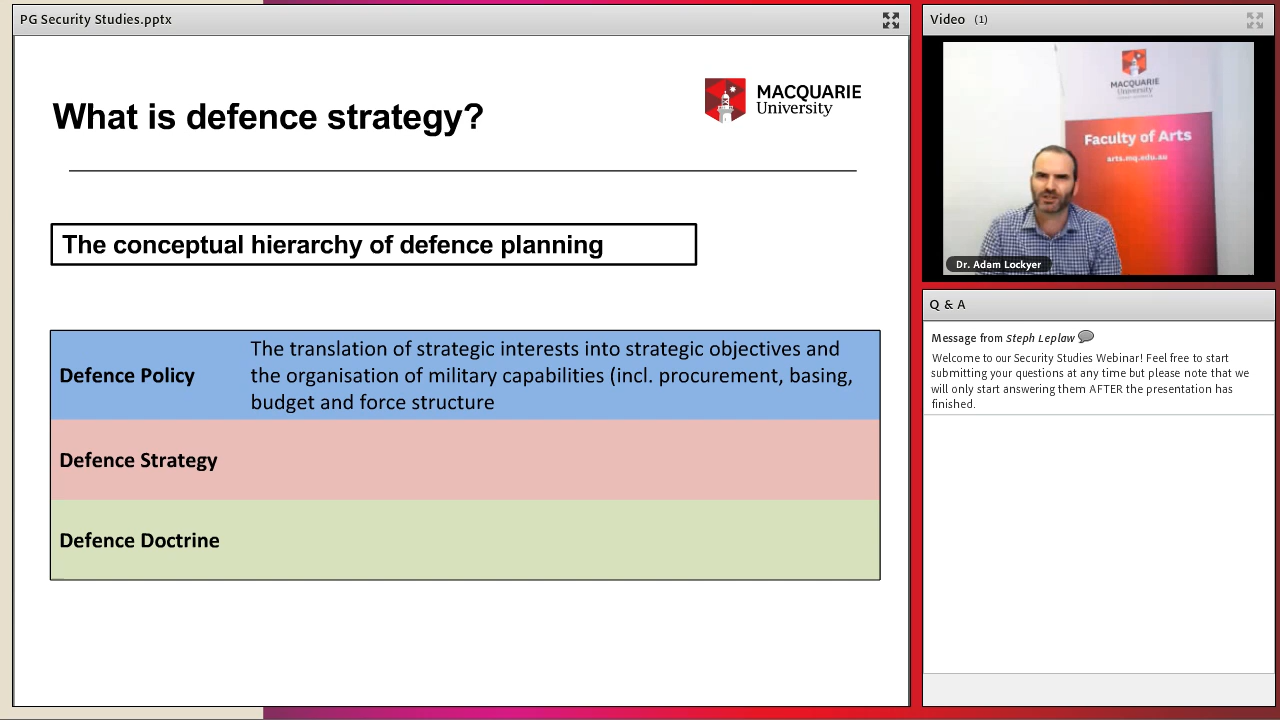 PG Security Studies.pptx
What is defence strategy?
MACQUARIE
University
The conceptual hierarchy of defence planning
Defence Policy
The translation of strategic interests into strategic objectives and
the organisation of military capabilities (incl. procurement, basing,
budget and force structure
Defence Strategy
Defence Doctrine
Video (1)
MACQUARIE
University
Faculty of Arts
arts.mq.edu.au
Dr. Adam Lockyer
Q & A
Message from Steph Leplaw
Welcome to our Security Studies Webinar! Feel free to start
submitting your questions at any time but please note that we
will only start answering them AFTER the presentation has
finished.